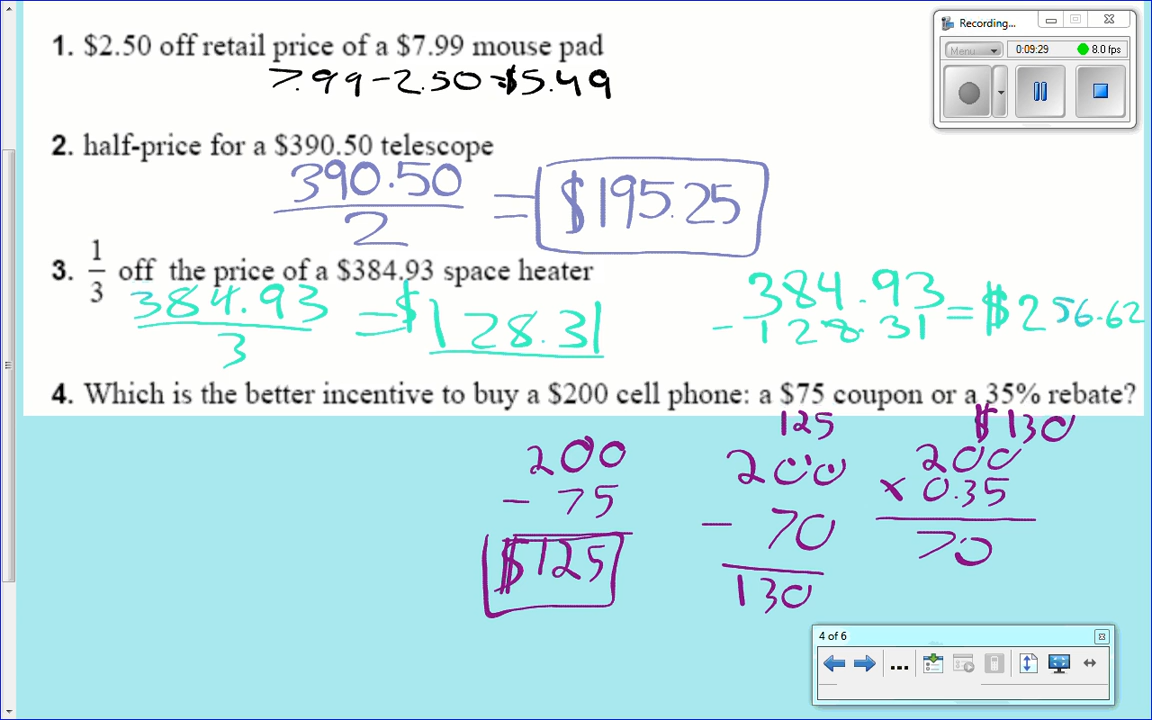 1. $2.50 off retail price of a $7.99 mouse pad
7.99-2.50=$5.49
2. half-price for a $390.50 telescope
390.50
2
= $195.25
3. 1/3 off the price of a $384.93 space heater
384.93
3
= $128.31
384.93
- 128.31
= $256.62
4. Which is the better incentive to buy a $200 cell phone: a $75 coupon or a 35% rebate?
125
$130
200
- 75
$125
200
- 70
130
200
x 0.35
70
Recording...
Menu
0:09:29
8.0 fps
4 of 6